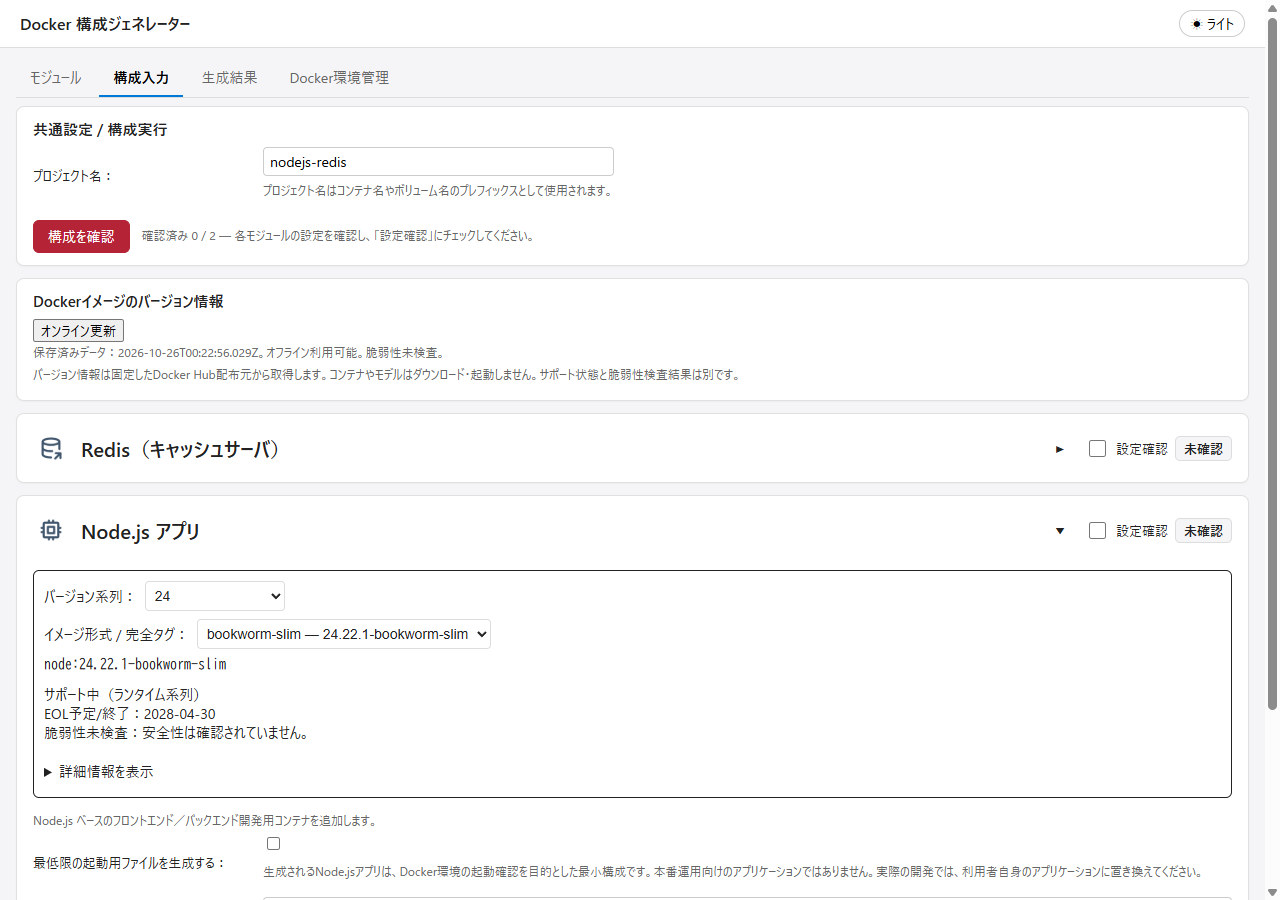 Docker 構成ジェネレーター
ライト
モジュール 構成入力 生成結果 Docker環境管理
共通設定 / 構成実行
プロジェクト名：
nodejs-redis
プロジェクト名はコンテナ名やボリューム名のプレフィックスとして使用されます。
構成を確認 確認済み 0 / 2 — 各モジュールの設定を確認し、「設定確認」にチェックしてください。
Dockerイメージのバージョン情報
オンライン更新
保存済みデータ：2026-10-26T00:22:56.029Z。オフライン利用可能。脆弱性未検査。
バージョン情報は固定したDocker Hub配布元から取得します。コンテナやモデルはダウンロード・起動しません。サポート状態と脆弱性検査結果は別です。
Redis（キャッシュサーバ） ► 設定確認 未確認
Node.js アプリ ▼ 設定確認 未確認
バージョン系列： 24
イメージ形式 / 完全タグ： bookworm-slim — 24.22.1-bookworm-slim
node:24.22.1-bookworm-slim
サポート中（ランタイム系列）
EOL予定/終了：2028-04-30
脆弱性未検査：安全性は確認されていません。
▶ 詳細情報を表示
Node.js ベースのフロントエンド／バックエンド開発用コンテナを追加します。
最低限の起動用ファイルを生成する：
生成されるNode.jsアプリは、Docker環境の起動確認を目的とした最小構成です。本番運用向けのアプリケーションではありません。実際の開発では、利用者自身のアプリケーションに置き換えてください。